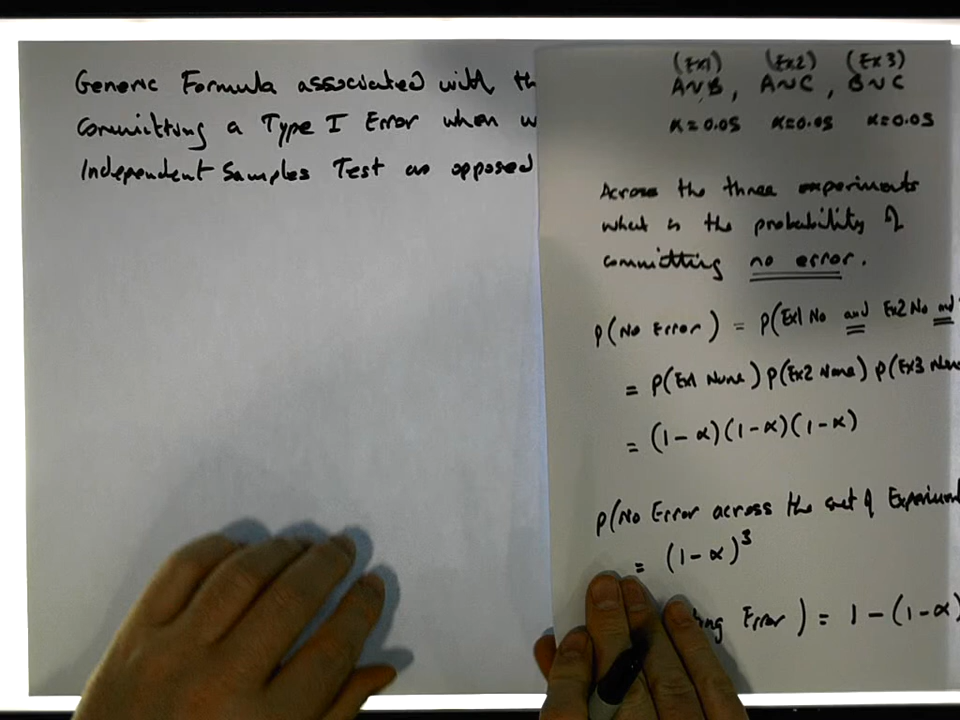 Generic Formula associated with th
Committing a Type I Error when w
Independent Samples Test as opposed
(Ex1) (Ex2) (Ex3)
A~B, A~C, B~C
α=0.05 α=0.05 α=0.05
Across the three experiments
what is the probability of
committing no error.
p(No Error) = p(Ex1 No and Ex2 No and
= p(Ex1 None) p(Ex2 None) p(Ex3 None
= (1-α)(1-α)(1-α)
p(No Error across the set of Experiment
= (1-α)³
ing Error) = 1-(1-α)